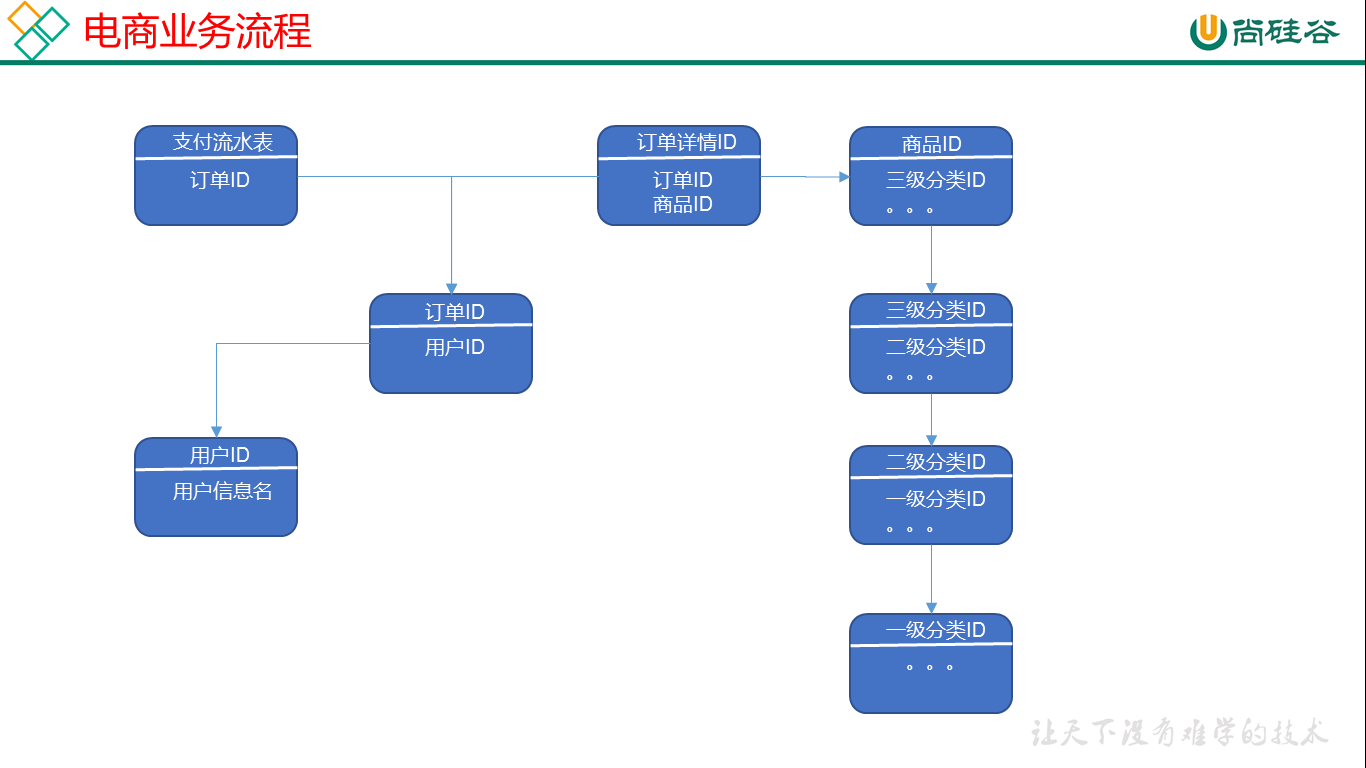 电商业务流程
尚硅谷
支付流水表
订单ID
订单详情ID
订单ID
商品ID
商品ID
三级分类ID
。。。
订单ID
用户ID
三级分类ID
二级分类ID
。。。
用户ID
用户信息名
二级分类ID
一级分类ID
。。。
一级分类ID
。。。
让天下没有难学的技术